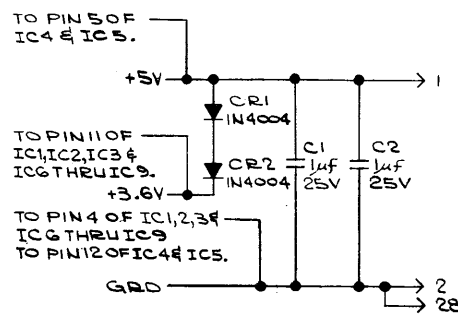 TO PIN 5 OF
IC4 & IC5.
+5V
1
CR1
1N4004
TO PIN 11 OF
IC1, IC2, IC3 &
IC6 THRU IC9.
CR2
1N4004
C1
1µf
25V
C2
1µf
25V
+3.6V
TO PIN 4 OF IC1,2,3 &
IC6 THRU IC9
TO PIN 12 OF IC4 & IC5.
GRD
2
28